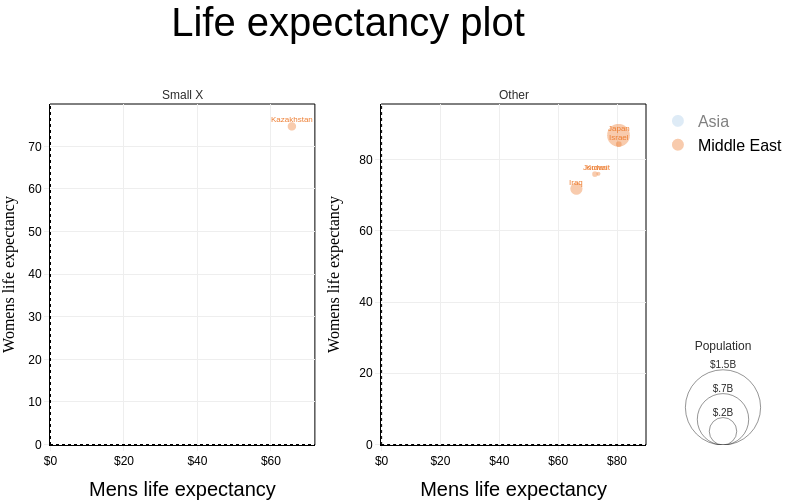 Life expectancy plot
Small X
Other
Kazakhstan
Japan
Israel
Iraq
Asia
Middle East
Womens life expectancy
70
60
50
40
30
20
10
0
$0
$20
$40
$60
Mens life expectancy
Womens life expectancy
80
60
40
20
0
$0
$20
$40
$60
$80
Mens life expectancy
Population
$1.5B
$.7B
$.2B